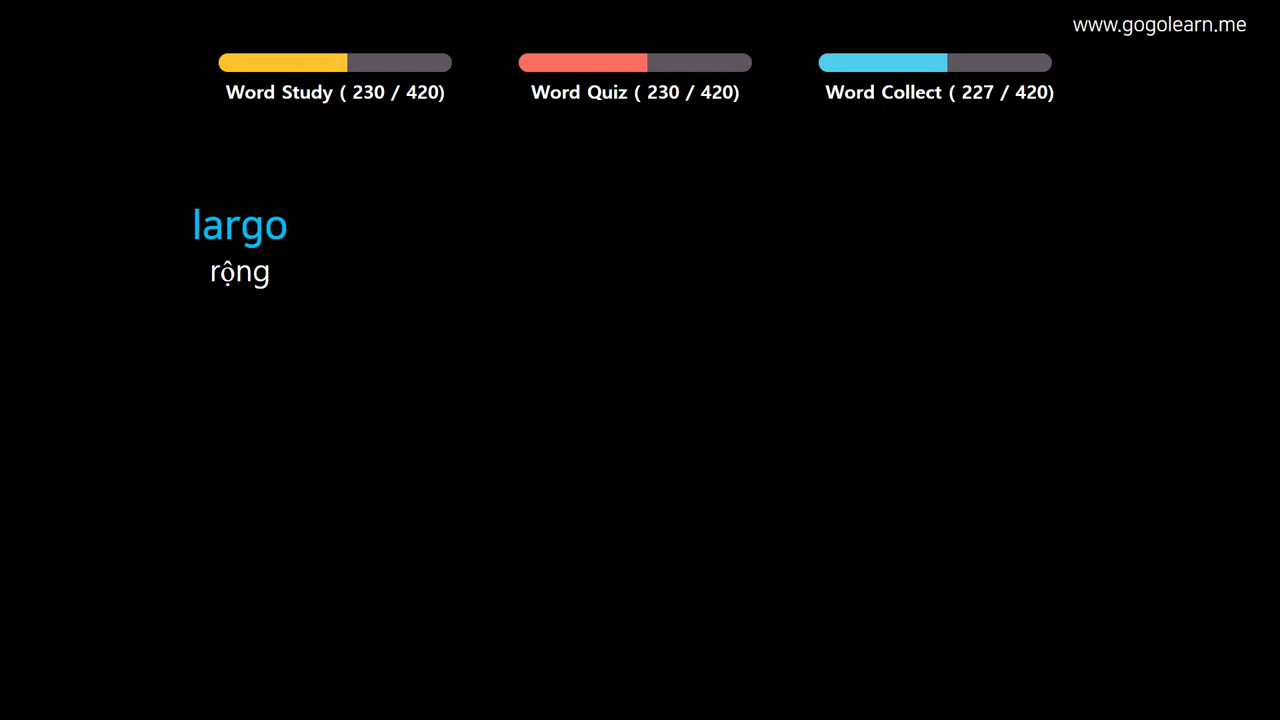 www.gogolearn.me
Word Study ( 230 / 420)
Word Quiz ( 230 / 420)
Word Collect ( 227 / 420)
largo
rộng